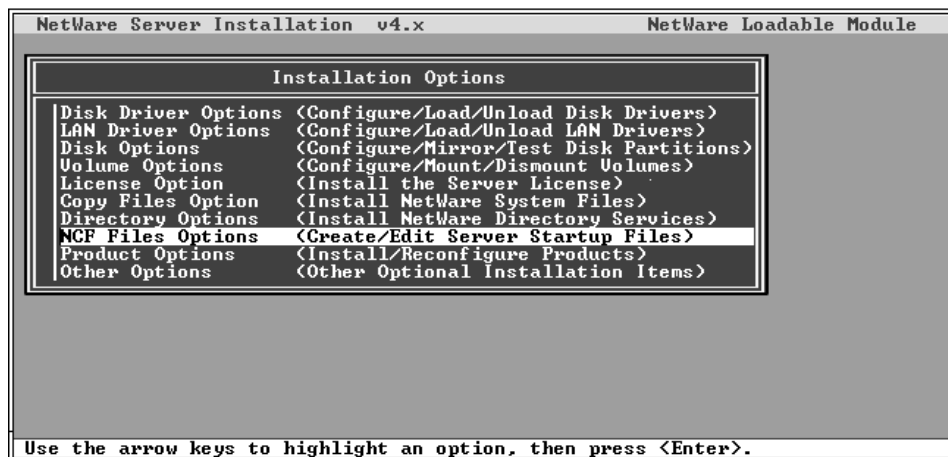 NetWare Server Installation v4.x NetWare Loadable Module
Installation Options
Disk Driver Options (Configure/Load/Unload Disk Drivers)
LAN Driver Options (Configure/Load/Unload LAN Drivers)
Disk Options (Configure/Mirror/Test Disk Partitions)
Volume Options (Configure/Mount/Dismount Volumes)
License Option (Install the Server License)
Copy Files Option (Install NetWare System Files)
Directory Options (Install NetWare Directory Services)
NCF Files Options (Create/Edit Server Startup Files)
Product Options (Install/Reconfigure Products)
Other Options (Other Optional Installation Items)
Use the arrow keys to highlight an option, then press <Enter>.